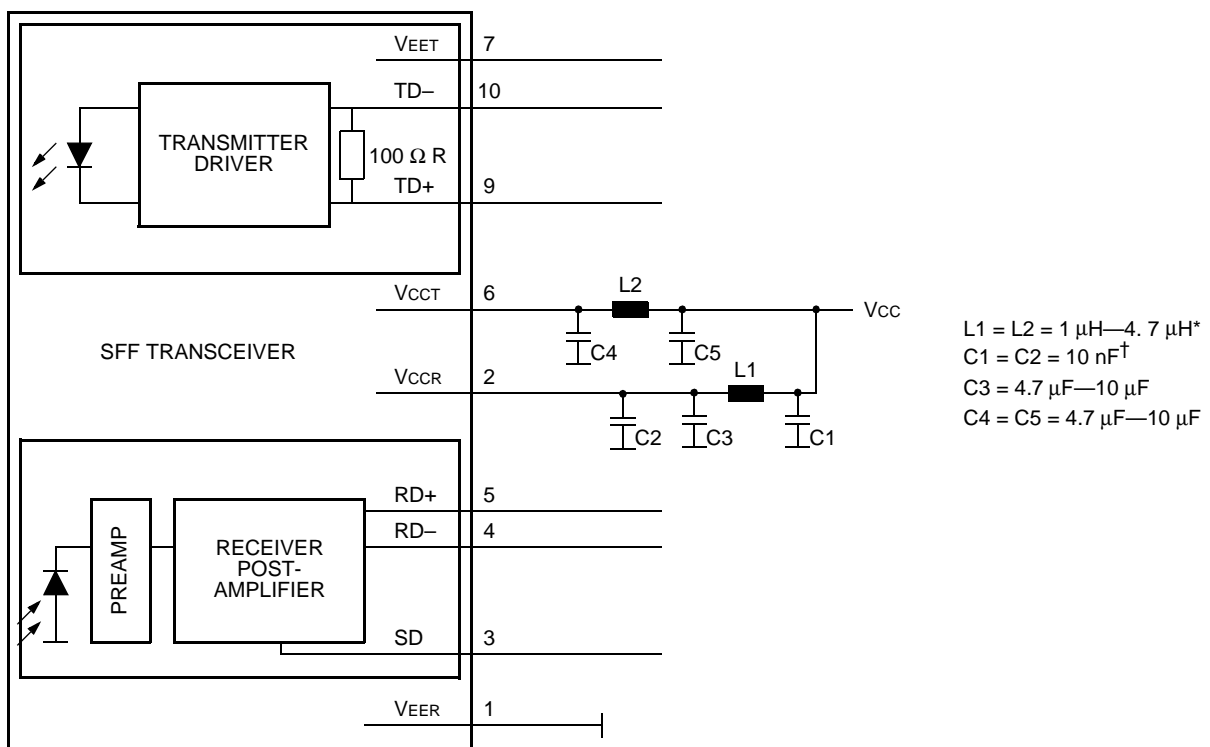 VEET 7
TD– 10
TRANSMITTER
DRIVER
100 Ω R
TD+ 9
VCCT 6
L2
VCC
C4
C5
SFF TRANSCEIVER
L1
VCCR 2
C2
C3
C1
L1 = L2 = 1 μH—4. 7 μH*
C1 = C2 = 10 nF†
C3 = 4.7 μF—10 μF
C4 = C5 = 4.7 μF—10 μF
RD+ 5
RD– 4
PREAMP
RECEIVER
POST-
AMPLIFIER
SD 3
VEER 1